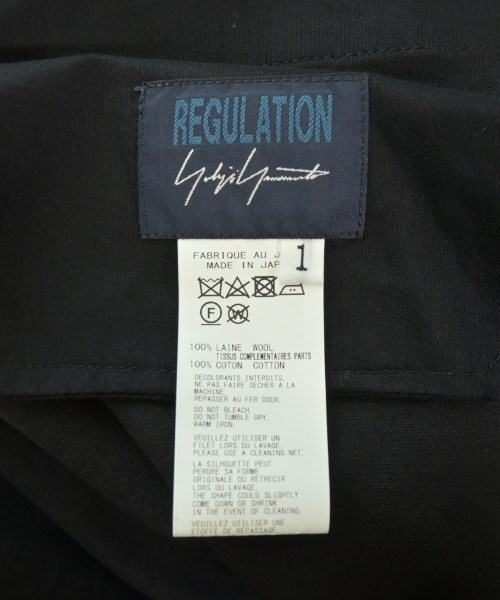 REGULATION
Yohji Yamamoto
FABRIQUE AU J
MADE IN JAP
1
F W
100% LAINE WOOL
TISSUS COMPLEMENTAIRES PARTS
100% COTON COTTON
DECOLORANTS INTERDITS.
NE PAS FAIRE SECHER A LA
MACHINE.
REPASSER AU FER DOUX.
DO NOT BLEACH.
DO NOT TUMBLE DRY.
WARM IRON.
VEUILLEZ UTILISER UN
FILET LORS DU LAVAGE.
PLEASE USE A CLEANING NET.
LA SILHOUETTE PEUT
PERDRE SA FORME
ORIGINALE OU RETRECIR
LORS DU LAVAGE.
THE SHAPE COULD SLIGHTLY
COME DOWN OR SHRINK
IN THE EVENT OF CLEANING.
VEUILLEZ UTILISER UNE
ETOFFE DE REPASSAGE.